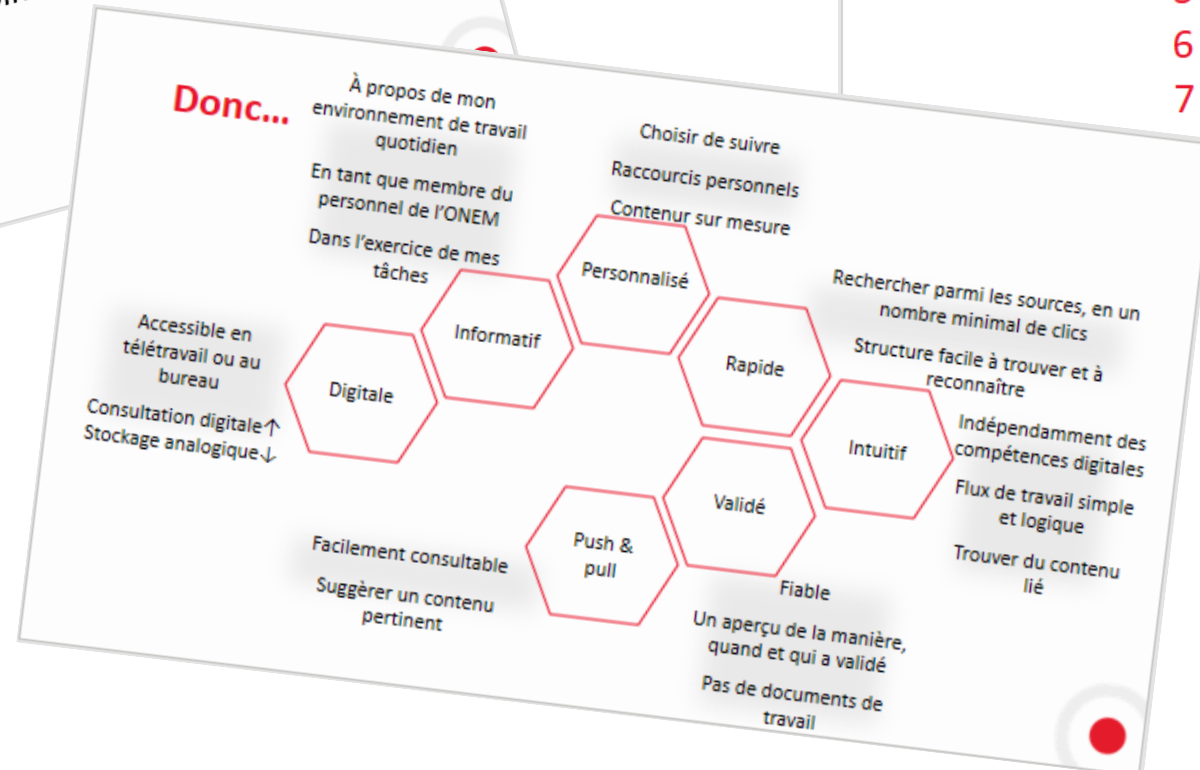 6
7
Donc...
À propos de mon
environnement de travail
quotidien
En tant que membre du
personnel de l'ONEM
Dans l'exercice de mes
tâches
Choisir de suivre
Raccourcis personnels
Contenur sur mesure
Personnalisé
Informatif
Digitale
Accessible en
télétravail ou au
bureau
Consultation digitale↑
Stockage analogique↓
Rapide
Rechercher parmi les sources, en un
nombre minimal de clics
Structure facile à trouver et à
reconnaître
Intuitif
Indépendamment des
compétences digitales
Flux de travail simple
et logique
Trouver du contenu
lié
Validé
Fiable
Un aperçu de la manière,
quand et qui a validé
Pas de documents de
travail
Push &
pull
Facilement consultable
Suggèrer un contenu
pertinent